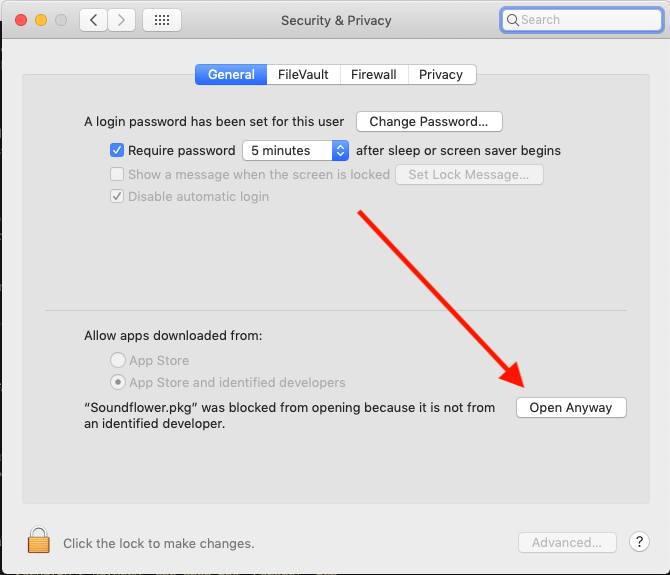 Security & Privacy
Search
General FileVault Firewall Privacy
A login password has been set for this user Change Password...
Require password 5 minutes after sleep or screen saver begins
Show a message when the screen is locked Set Lock Message...
Disable automatic login
Allow apps downloaded from:
App Store
App Store and identified developers
“Soundflower.pkg” was blocked from opening because it is not from
an identified developer.
Open Anyway
Click the lock to make changes.
Advanced...
?